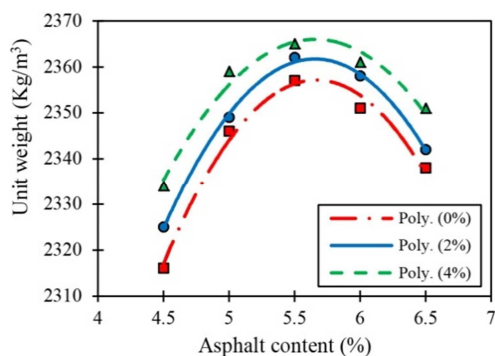 Unit weight (Kg/m³)
2370
2360
2350
2340
2330
2320
2310
4 4.5 5 5.5 6 6.5 7
Asphalt content (%)
Poly. (0%)
Poly. (2%)
Poly. (4%)